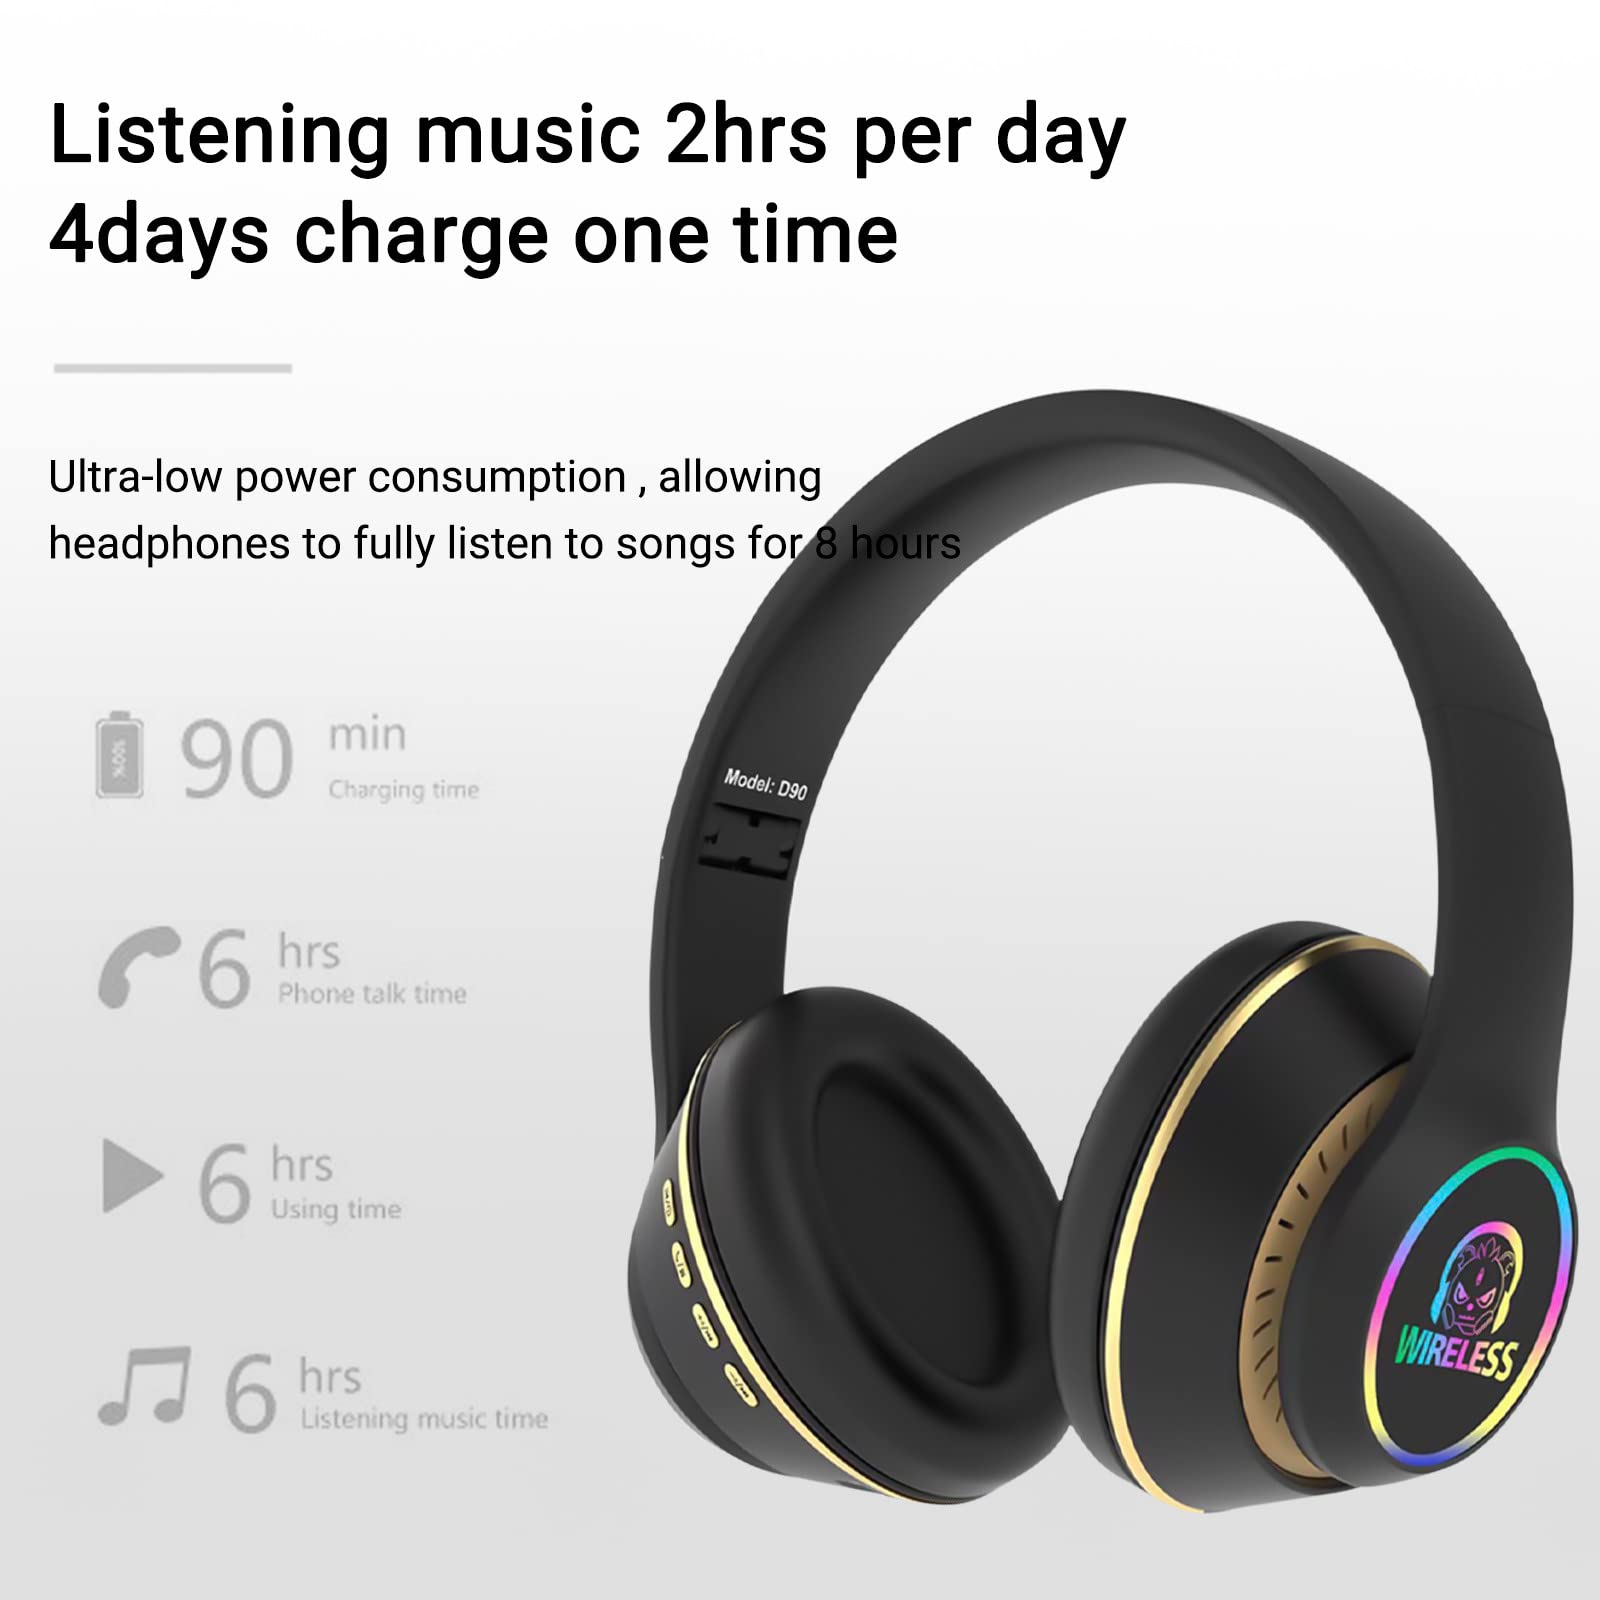 Listening music 2hrs per day
4days charge one time
Ultra-low power consumption , allowing
headphones to fully listen to songs for 8 hours
100%
90 min
Charging time
6 hrs
Phone talk time
6 hrs
Using time
6 hrs
Listening music time
Model: D90
WIRELESS